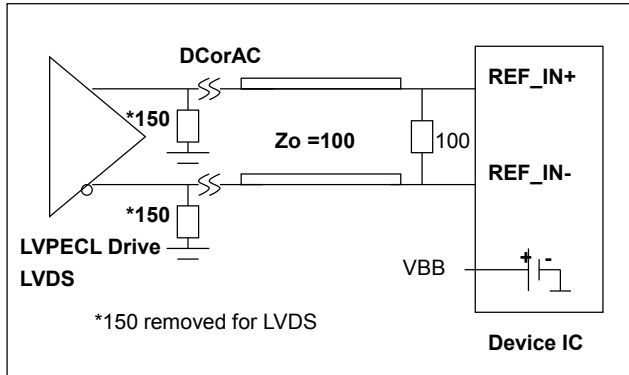 DCorAC
REF_IN+
*150
Zo =100
100
REF_IN-
*150
LVPECL Drive
LVDS
VBB
+ -
*150 removed for LVDS
Device IC